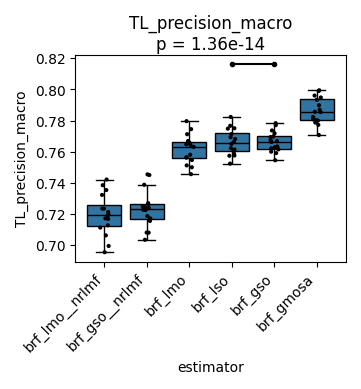 TL_precision_macro
p = 1.36e-14
TL_precision_macro
0.82
0.80
0.78
0.76
0.74
0.72
0.70
brf_lmo__nrlmf
brf_gso__nrlmf
brf_lmo
brf_lso
brf_gso
brf_gmosa
estimator